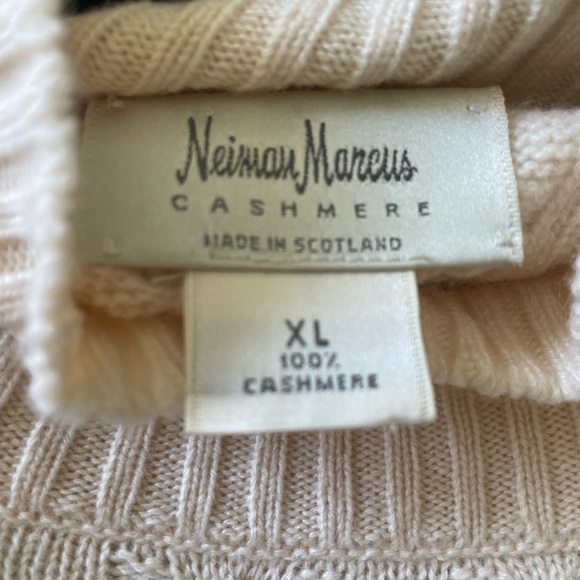 Neiman Marcus
CASHMERE
MADE IN SCOTLAND
XL
100%
CASHMERE